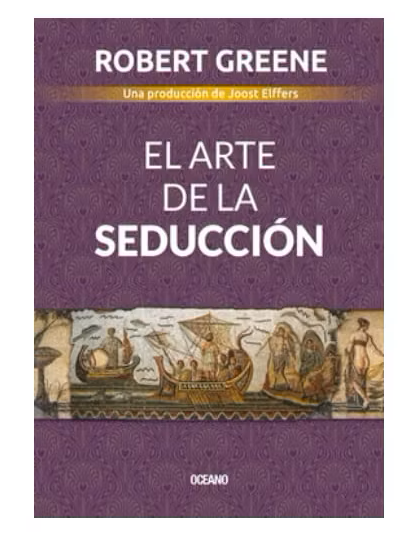 ROBERT GREENE
Una producción de Joost Elffers
EL ARTE
DE LA
SEDUCCIÓN
OCEANO